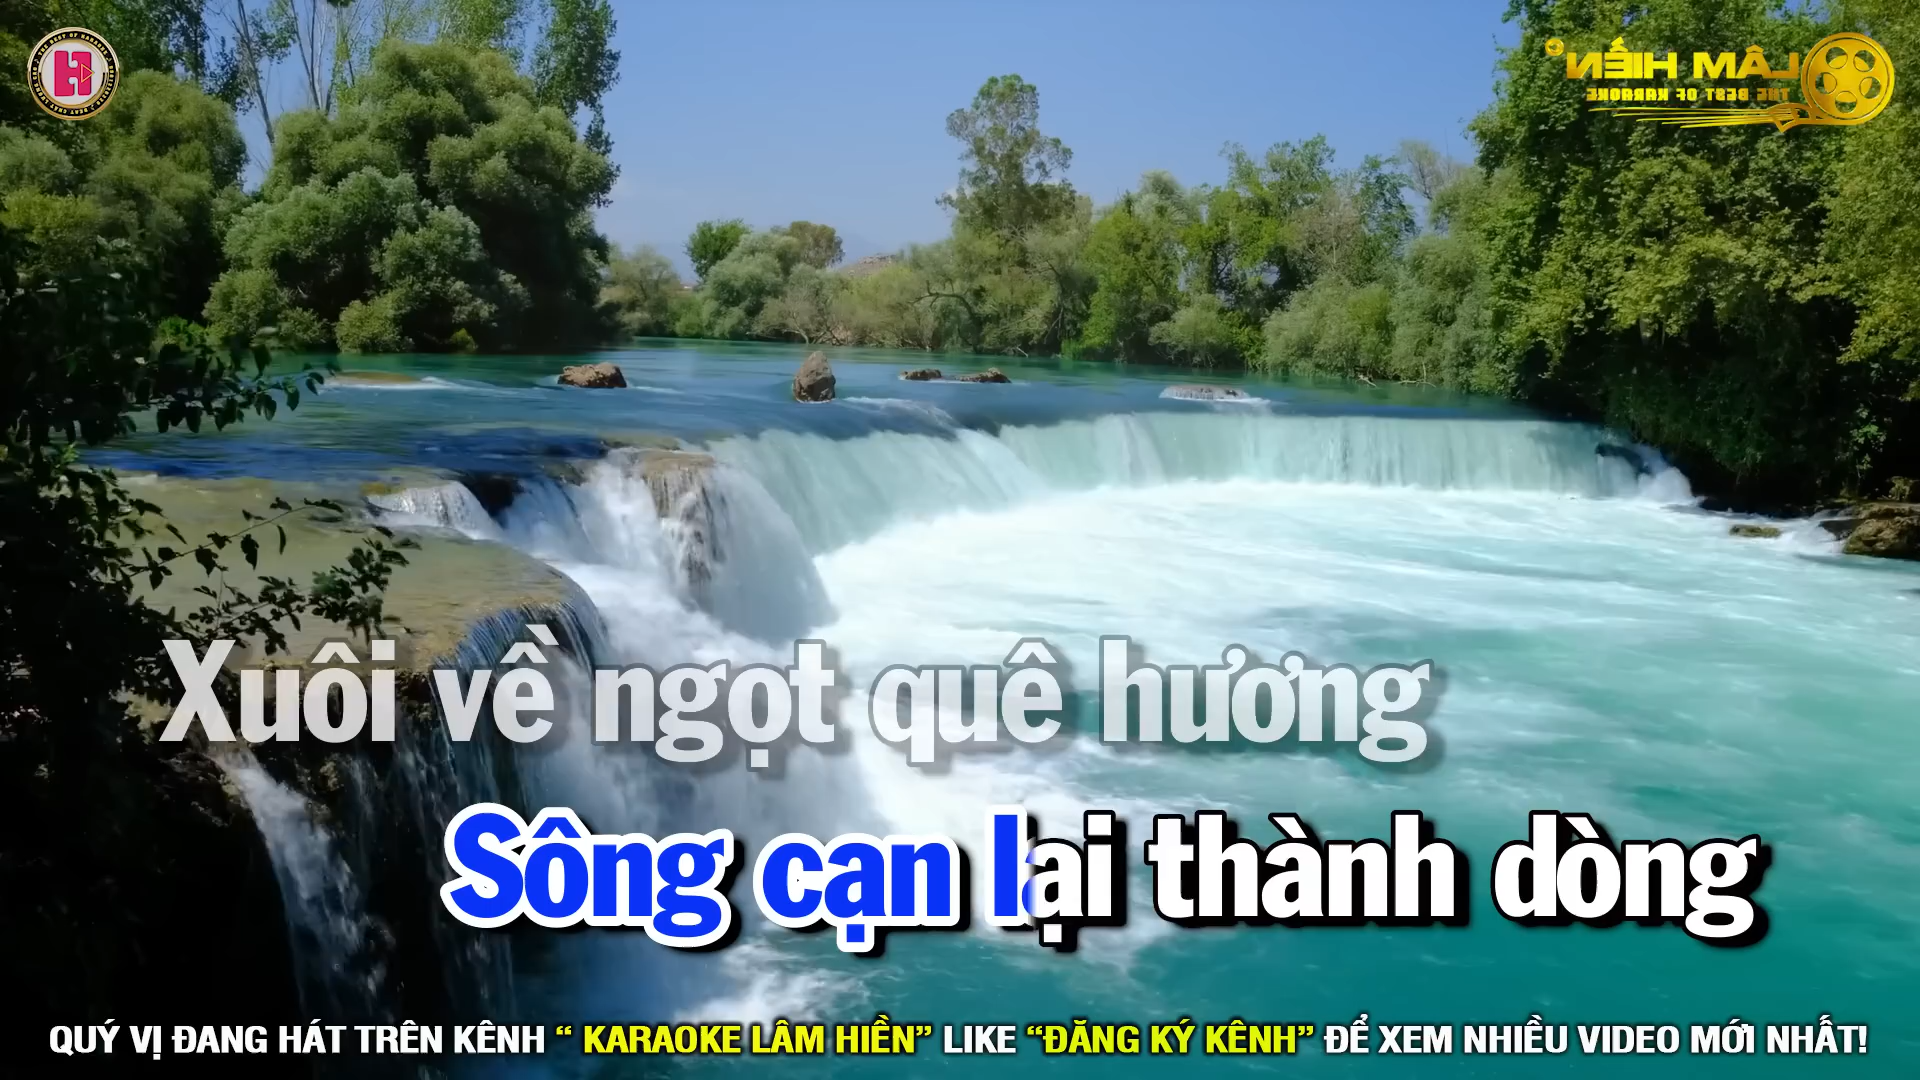 LÂM HIỀN
THE BEST OF KARAOKE
Xuôi về ngọt quê hương
Sông cạn lại thành dòng
QUÝ VỊ ĐANG HÁT TRÊN KÊNH “ KARAOKE LÂM HIỀN” LIKE “ĐĂNG KÝ KÊNH” ĐỂ XEM NHIỀU VIDEO MỚI NHẤT!